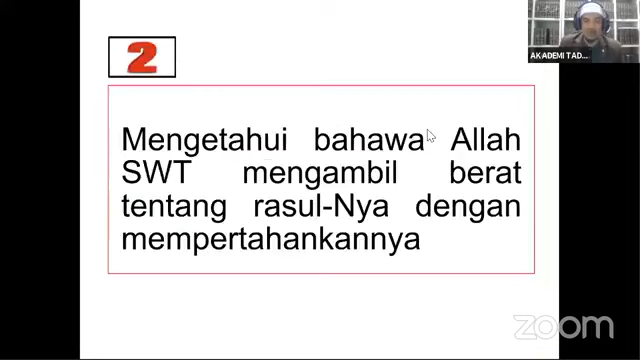 AKADEMI TAD...
2
Mengetahui bahawa Allah
SWT mengambil berat
tentang rasul-Nya dengan
mempertahankannya
zoom